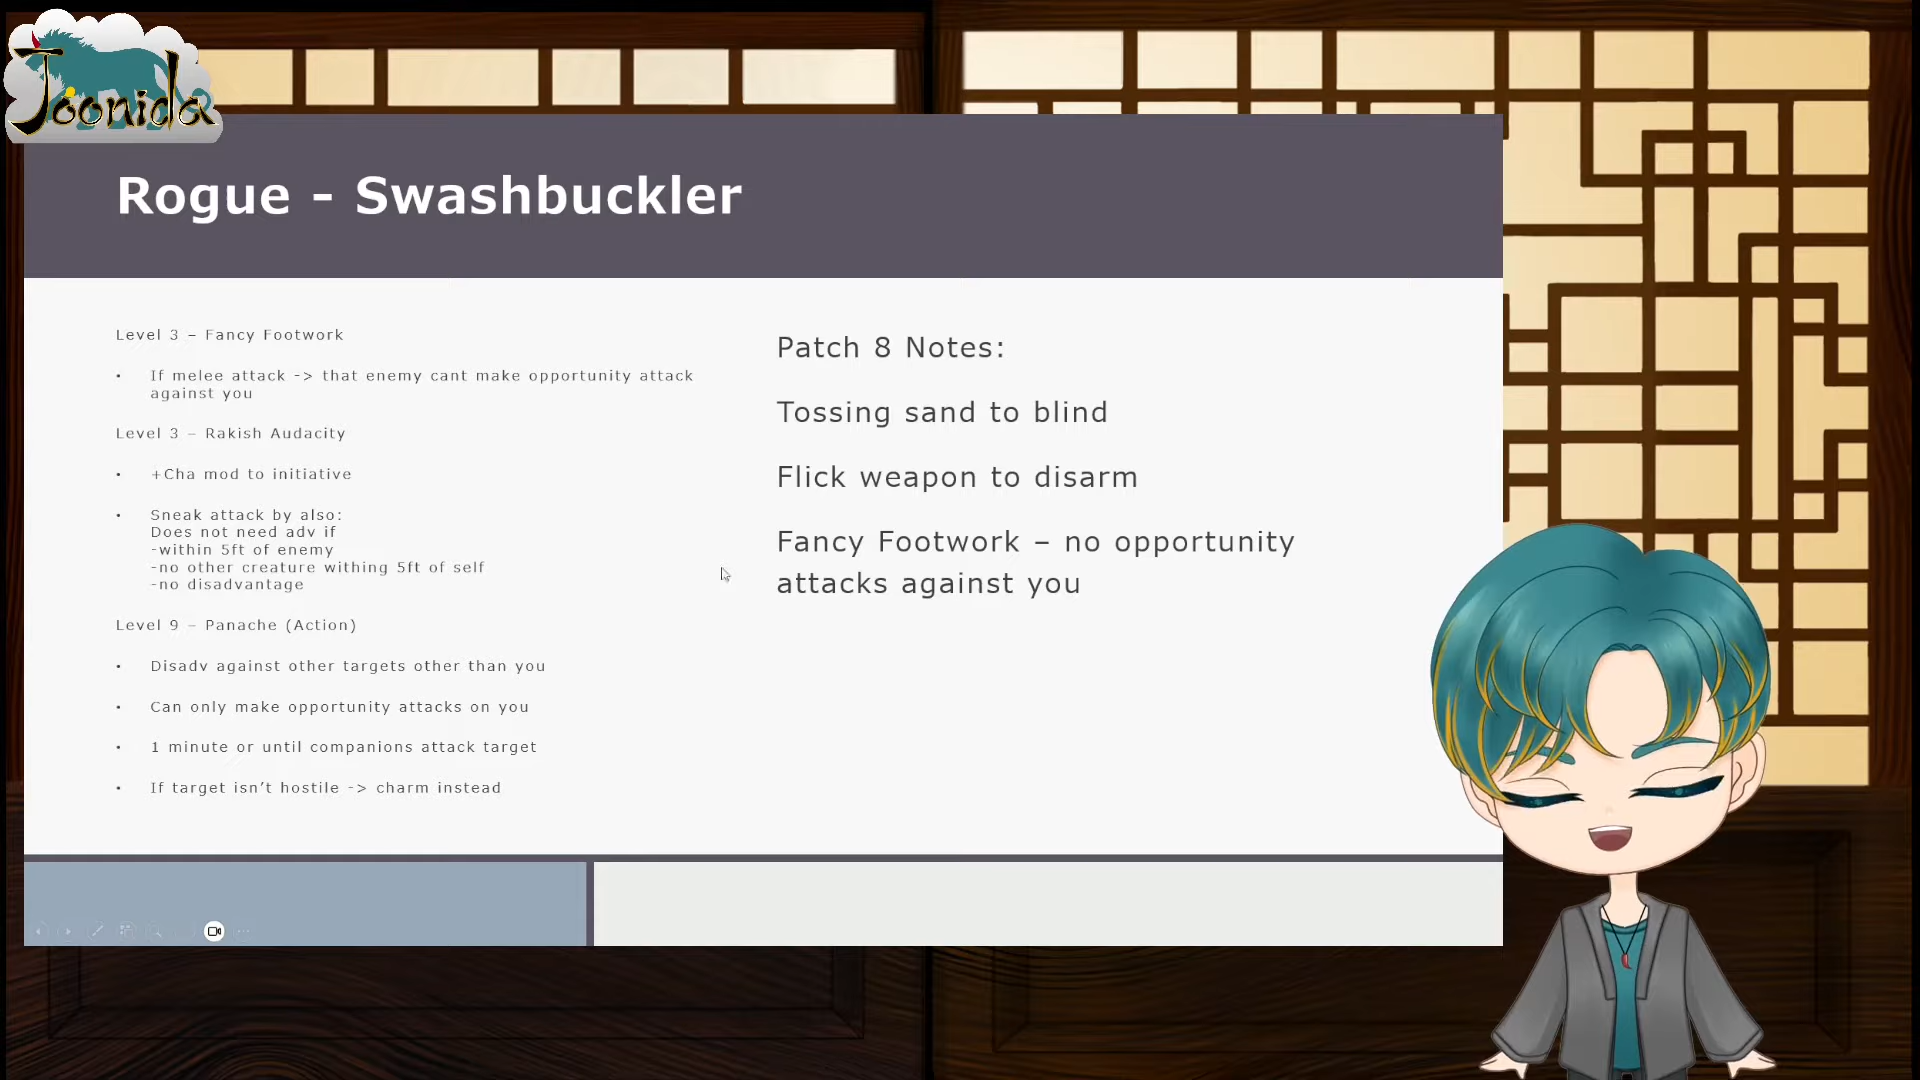 Joonida
Rogue - Swashbuckler
Level 3 – Fancy Footwork
• If melee attack -> that enemy cant make opportunity attack
against you
Level 3 – Rakish Audacity
• +Cha mod to initiative
• Sneak attack by also:
Does not need adv if
-within 5ft of enemy
-no other creature withing 5ft of self
-no disadvantage
Level 9 – Panache (Action)
• Disadv against other targets other than you
• Can only make opportunity attacks on you
• 1 minute or until companions attack target
• If target isn’t hostile -> charm instead
Patch 8 Notes:
Tossing sand to blind
Flick weapon to disarm
Fancy Footwork – no opportunity
attacks against you